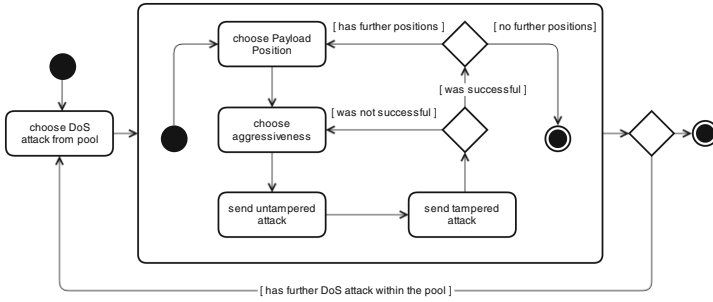 choose Payload
Position
[ has further positions ]
[ no further positions]
[ was successful ]
choose DoS
attack from pool
choose
aggressiveness
[ was not successful ]
send untampered
attack
send tampered
attack
[ has further DoS attack within the pool ]